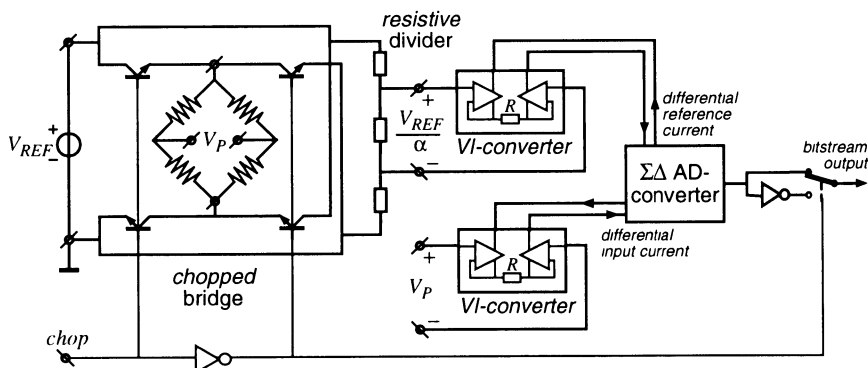 resistive
divider
V_REF
+
−
V_P
chopped
bridge
chop
+
V_REF
α
−
R
VI-converter
differential
reference
current
ΣΔ AD-
converter
bitstream
output
differential
input current
+
V_P
−
R
VI-converter